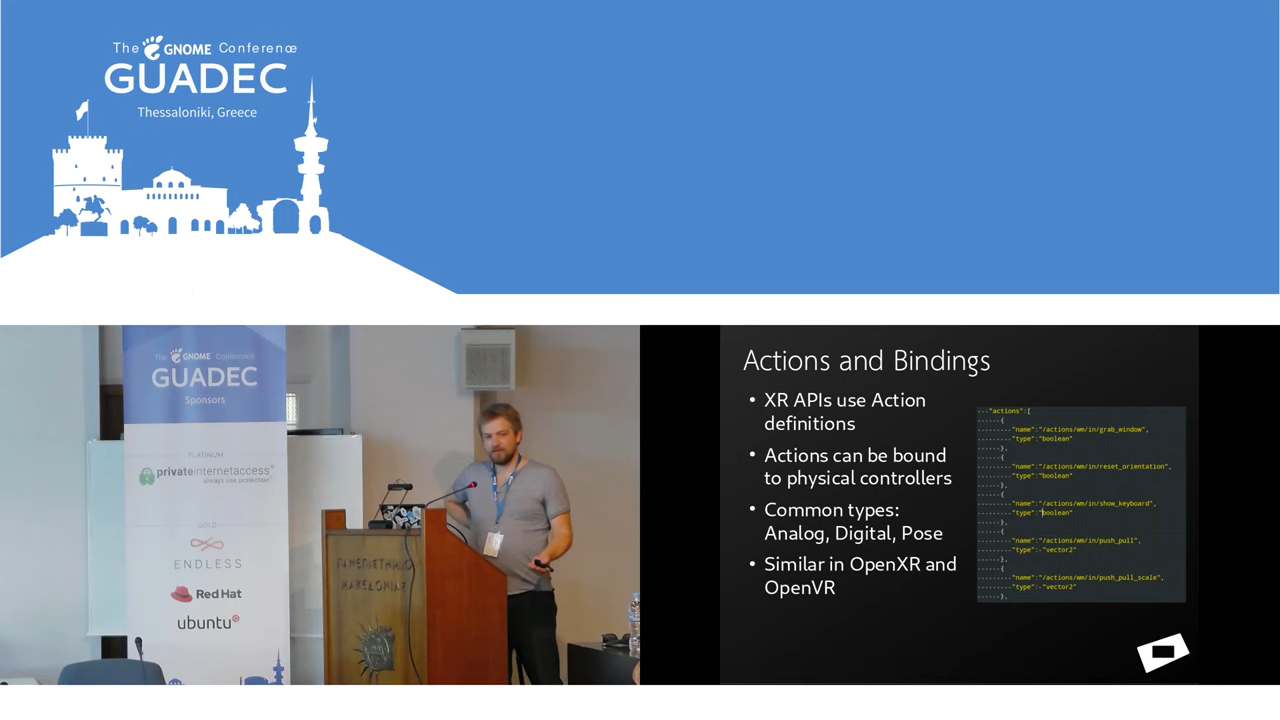 The GNOME Conference
GUADEC
Thessaloniki, Greece
The GNOME Conference
GUADEC
Sponsors
PLATINUM
privateinternetaccess®
always use protection
GOLD
ENDLESS
Red Hat
ubuntu®
ΠΑΝΕΠΙΣΤΗΜΙΟ
ΜΑΚΕΔΟΝΙΑΣ
Actions and Bindings
• XR APIs use Action
definitions
• Actions can be bound
to physical controllers
• Common types:
Analog, Digital, Pose
• Similar in OpenXR and
OpenVR
---"actions":[
------{
---------"name":"/actions/wm/in/grab_window",
---------"type":"boolean"
------},
------{
---------"name":"/actions/wm/in/reset_orientation",
---------"type":"boolean"
------},
------{
---------"name":"/actions/wm/in/show_keyboard",
---------"type":"boolean"
------},
------{
---------"name":"/actions/wm/in/push_pull",
---------"type":-"vector2"
------},
------{
---------"name":"/actions/wm/in/push_pull_scale",
---------"type":-"vector2"
------},